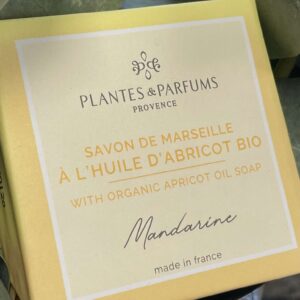 PLANTES & PARFUMS
PROVENCE
SAVON DE MARSEILLE
À L'HUILE D'ABRICOT BIO
WITH ORGANIC APRICOT OIL SOAP
Mandarine
made in france